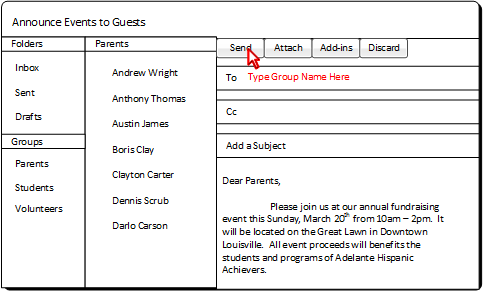 Announce Events to Guests
Folders
Inbox
Sent
Drafts
Groups
Parents
Students
Volunteers
Parents
Andrew Wright
Anthony Thomas
Austin James
Boris Clay
Clayton Carter
Dennis Scrub
Darlo Carson
Send Attach Add-ins Discard
To Type Group Name Here
Cc
Add a Subject
Dear Parents,
Please join us at our annual fundraising
event this Sunday, March 20th from 10am – 2pm. It
will be located on the Great Lawn in Downtown
Louisville. All event proceeds will benefits the
students and programs of Adelante Hispanic
Achievers.